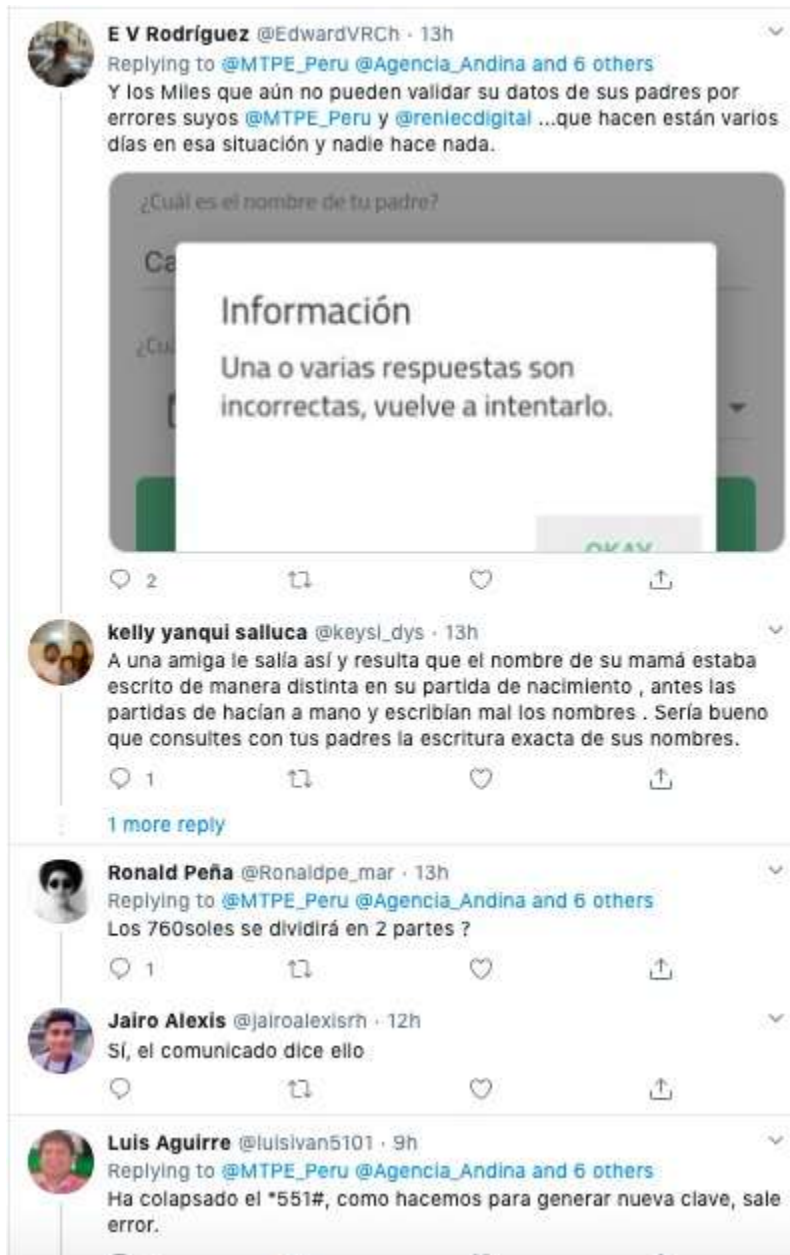 E V Rodríguez @EdwardVRCh · 13h
Replying to @MTPE_Peru @Agencia_Andina and 6 others
Y los Miles que aún no pueden validar su datos de sus padres por
errores suyos @MTPE_Peru y @reniecdigital ...que hacen están varios
días en esa situación y nadie hace nada.
¿Cuál es el nombre de tu padre?
Ca
¿Cu
Información
Una o varias respuestas son
incorrectas, vuelve a intentarlo.
OKAY
2
kelly yanqui salluca @keysi_dys · 13h
A una amiga le salía así y resulta que el nombre de su mamá estaba
escrito de manera distinta en su partida de nacimiento , antes las
partidas de hacían a mano y escribían mal los nombres . Sería bueno
que consultes con tus padres la escritura exacta de sus nombres.
1
1 more reply
Ronald Peña @Ronaldpe_mar · 13h
Replying to @MTPE_Peru @Agencia_Andina and 6 others
Los 760soles se dividirá en 2 partes ?
1
Jairo Alexis @jairoalexisrh · 12h
Sí, el comunicado dice ello
Luis Aguirre @luisivan5101 · 9h
Replying to @MTPE_Peru @Agencia_Andina and 6 others
Ha colapsado el *551#, como hacemos para generar nueva clave, sale
error.